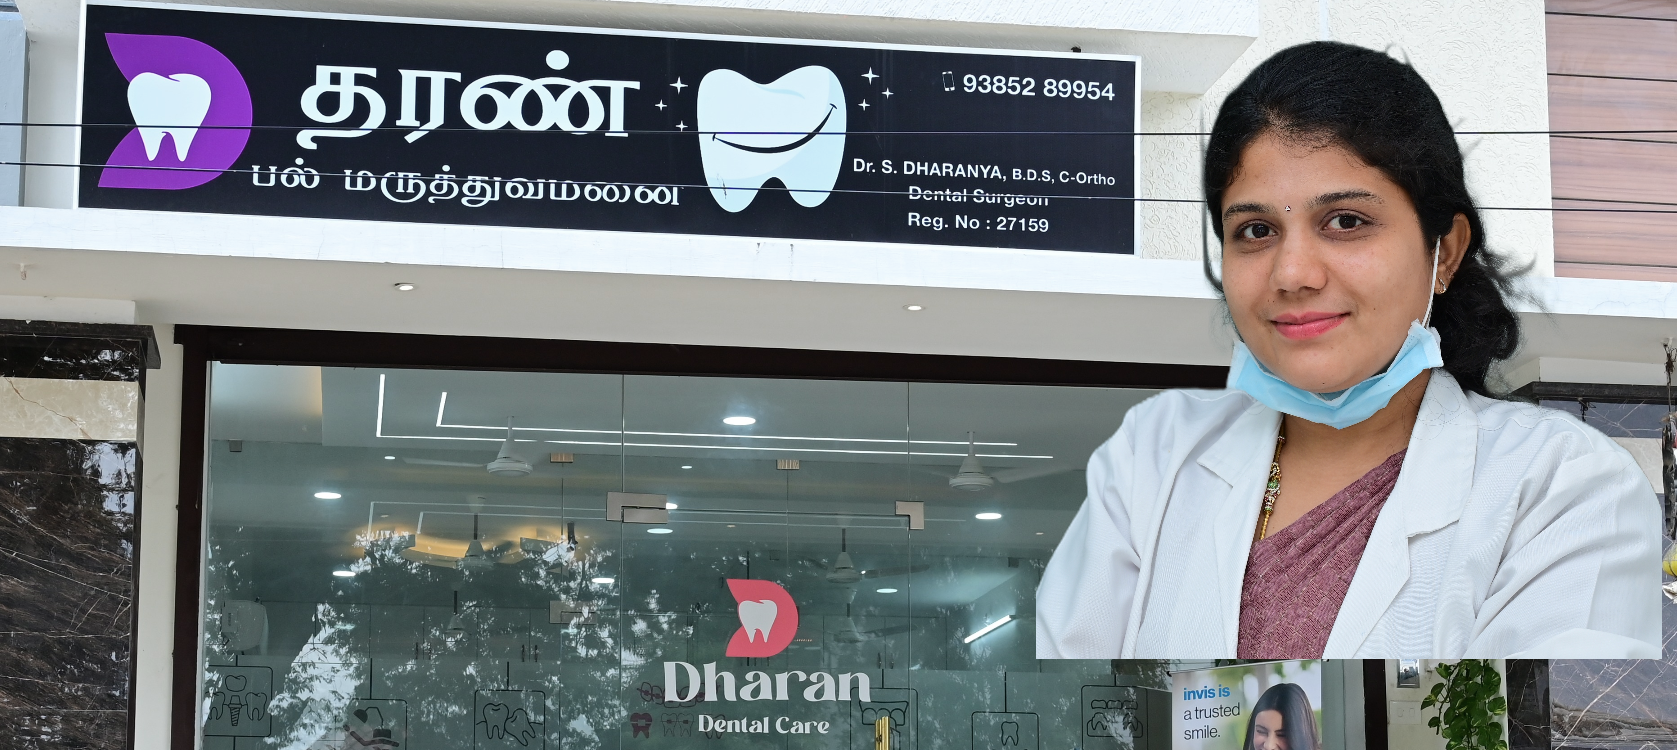 தரண்
பல் மருத்துவமனை
93852 89954
Dr. S. DHARANYA, B.D.S, C-Ortho
Dental Surgeon
Reg. No : 27159
Dharan
Dental Care
invis is
a trusted
smile.